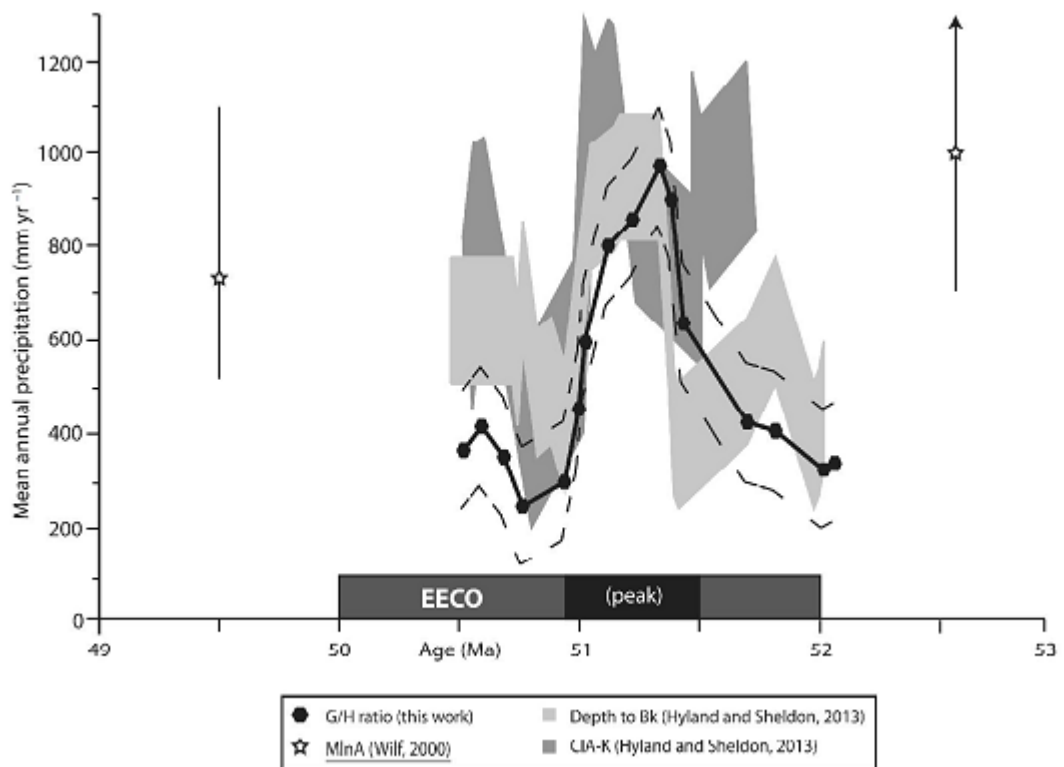 Mean annual precipitation (mm yr⁻¹)
1200
1000
800
600
400
200
0
EECO
(peak)
49
50
Age (Ma)
51
52
53
G/H ratio (this work)
Depth to Bk (Hyland and Sheldon, 2013)
MlnA (Wilf, 2000)
CIA-K (Hyland and Sheldon, 2013)